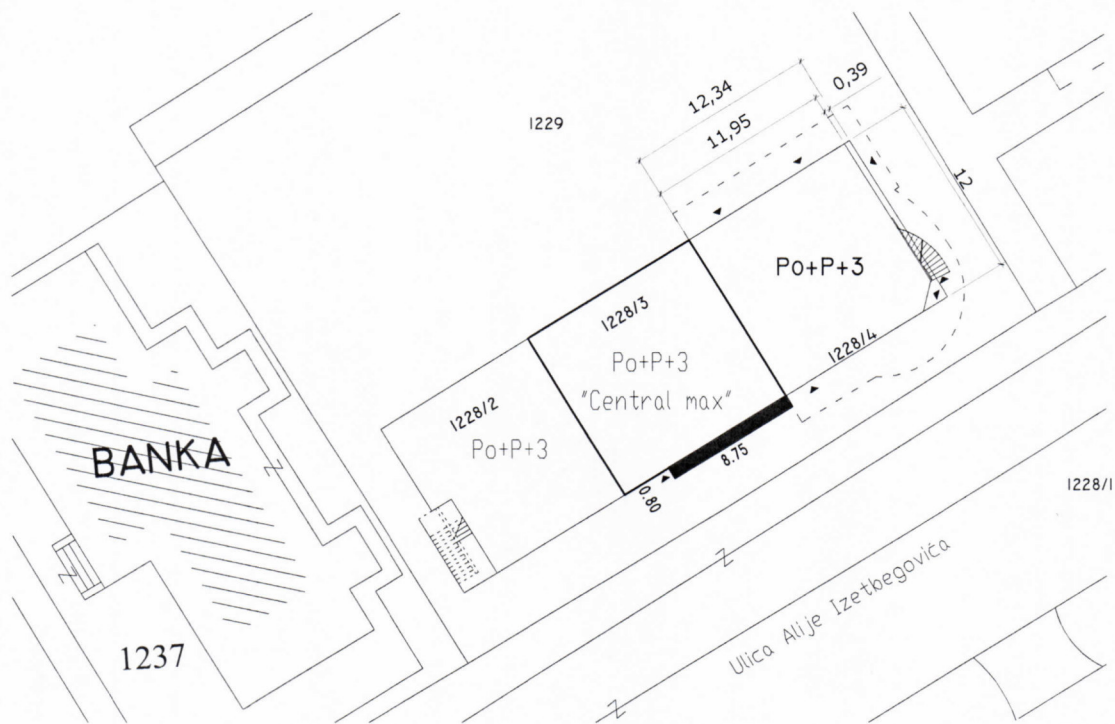 12,34
0,39
11,95
1229
12
Po+P+3
1228/3
1228/4
Po+P+3
"Central max"
1228/2
Po+P+3
8.75
0.80
BANKA
Z
Z
1228/1
Z
Ulica Alije Izetbegovića
1237
Z